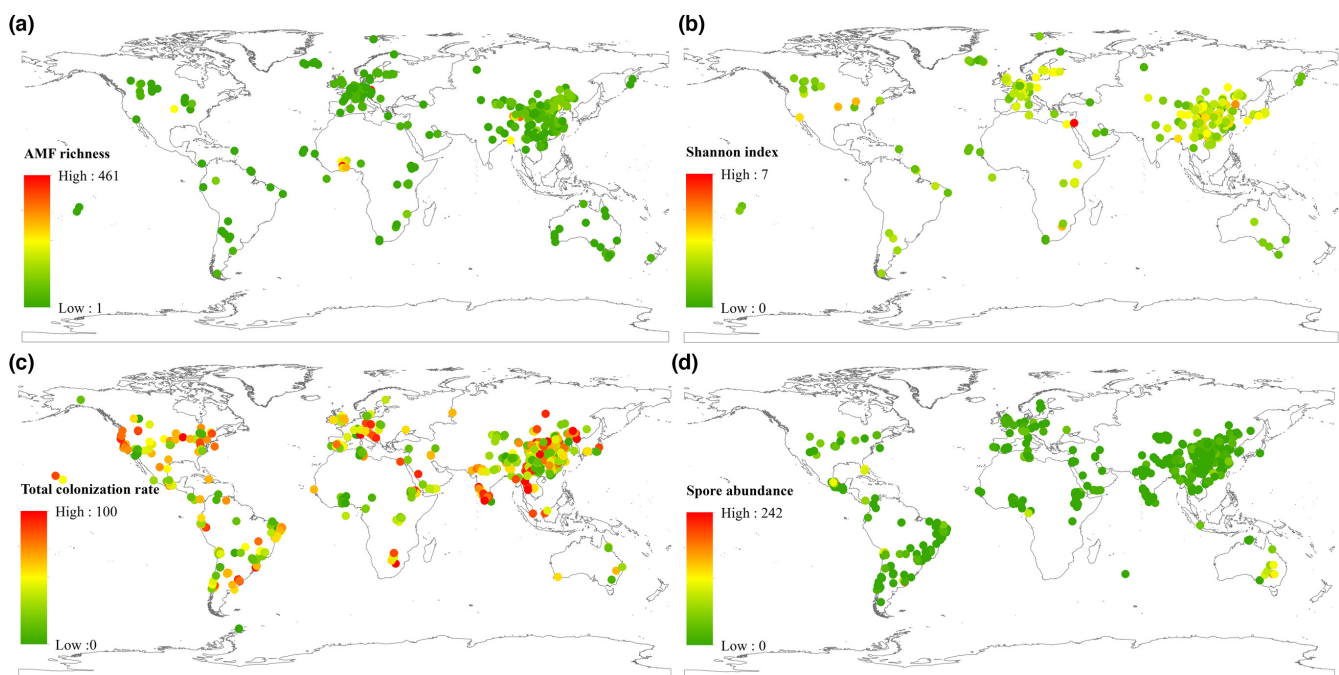 (a)
AMF richness
High : 461
Low : 1
(b)
Shannon index
High : 7
Low : 0
(c)
Total colonization rate
High : 100
Low :0
(d)
Spore abundance
High : 242
Low : 0